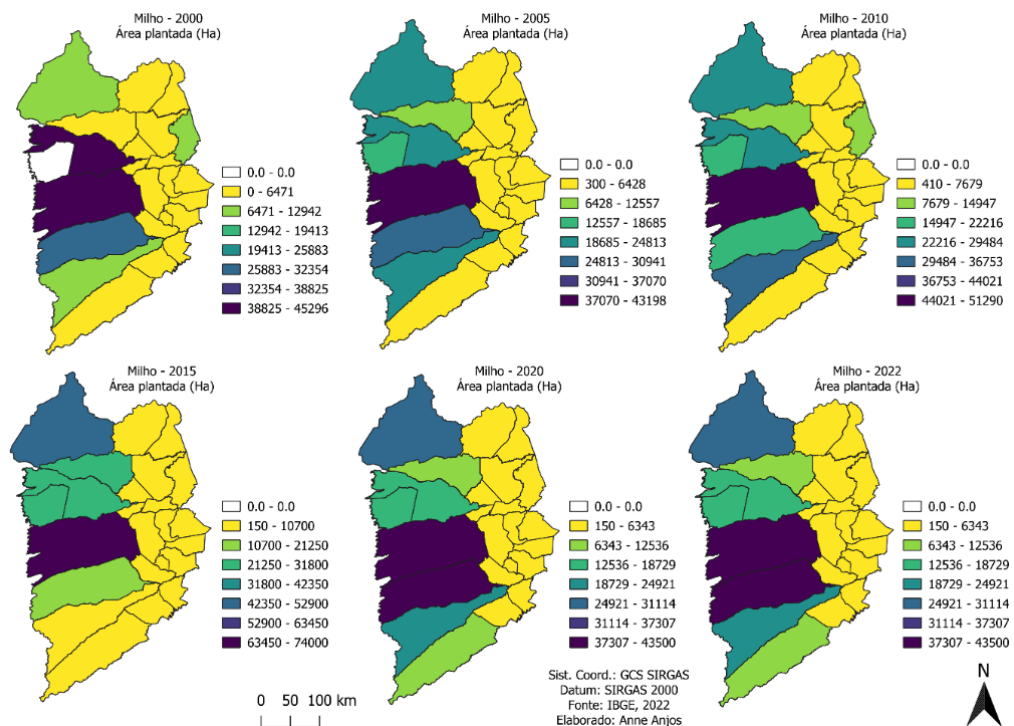 Milho - 2000
Área plantada (Ha)
0.0 - 0.0
0 - 6471
6471 - 12942
12942 - 19413
19413 - 25883
25883 - 32354
32354 - 38825
38825 - 45296
Milho - 2005
Área plantada (Ha)
0.0 - 0.0
300 - 6428
6428 - 12557
12557 - 18685
18685 - 24813
24813 - 30941
30941 - 37070
37070 - 43198
Milho - 2010
Área plantada (Ha)
0.0 - 0.0
410 - 7679
7679 - 14947
14947 - 22216
22216 - 29484
29484 - 36753
36753 - 44021
44021 - 51290
Milho - 2015
Área plantada (Ha)
0.0 - 0.0
150 - 10700
10700 - 21250
21250 - 31800
31800 - 42350
42350 - 52900
52900 - 63450
63450 - 74000
Milho - 2020
Área plantada (Ha)
0.0 - 0.0
150 - 6343
6343 - 12536
12536 - 18729
18729 - 24921
24921 - 31114
31114 - 37307
37307 - 43500
Milho - 2022
Área plantada (Ha)
0.0 - 0.0
150 - 6343
6343 - 12536
12536 - 18729
18729 - 24921
24921 - 31114
31114 - 37307
37307 - 43500
0 50 100 km
Sist. Coord.: GCS SIRGAS
Datum: SIRGAS 2000
Fonte: IBGE, 2022
Elaborado: Anne Anjos
N